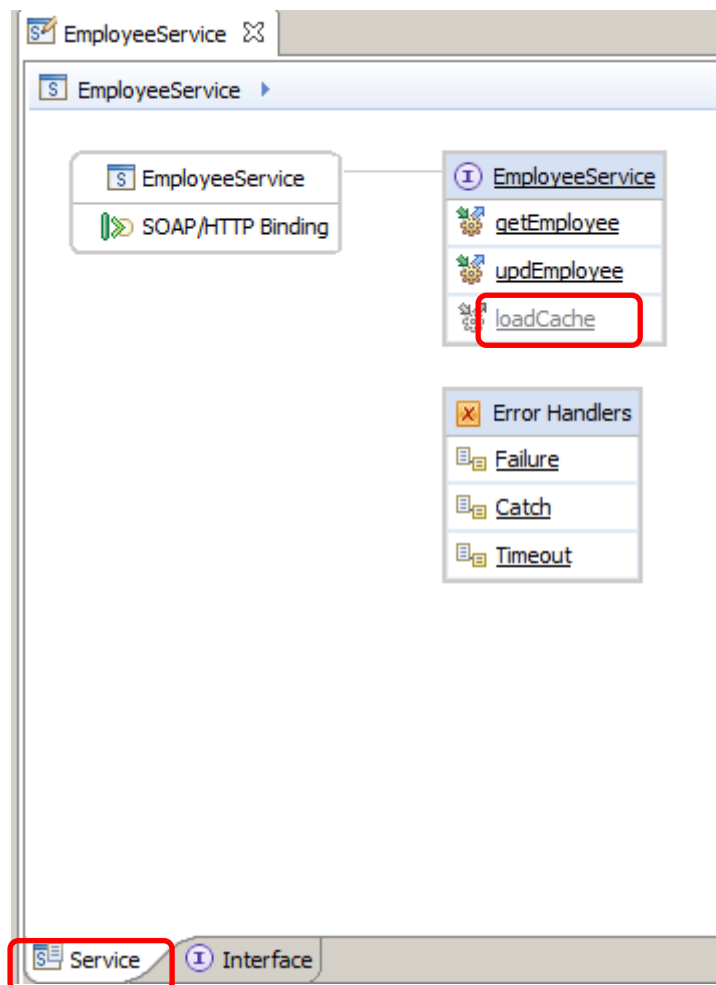 EmployeeService
EmployeeService
EmployeeService
SOAP/HTTP Binding
EmployeeService
getEmployee
updEmployee
loadCache
Error Handlers
Failure
Catch
Timeout
Service
Interface